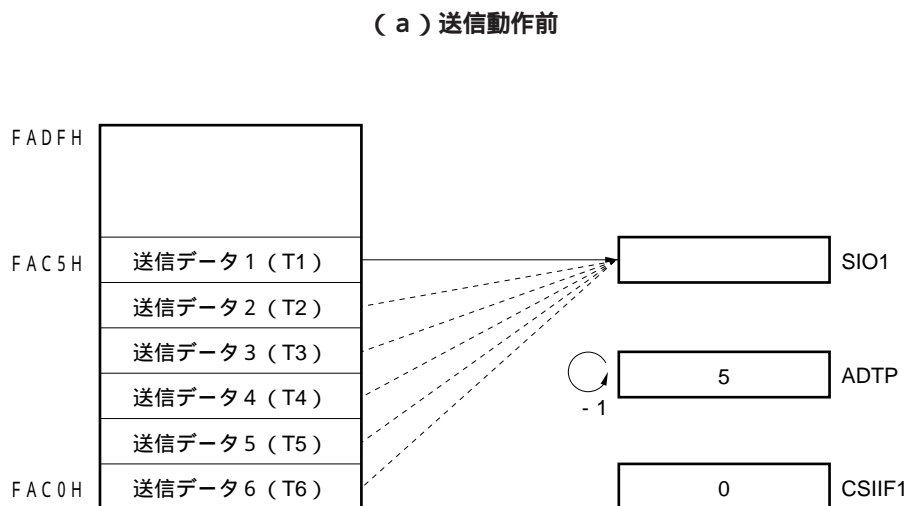 (a)送信動作前
FADFH
FAC5H 送信データ1(T1) SIO1
送信データ2(T2)
送信データ3(T3)
5 ADTP
送信データ4(T4)
-1
送信データ5(T5)
FAC0H 送信データ6(T6) 0 CSIIF1